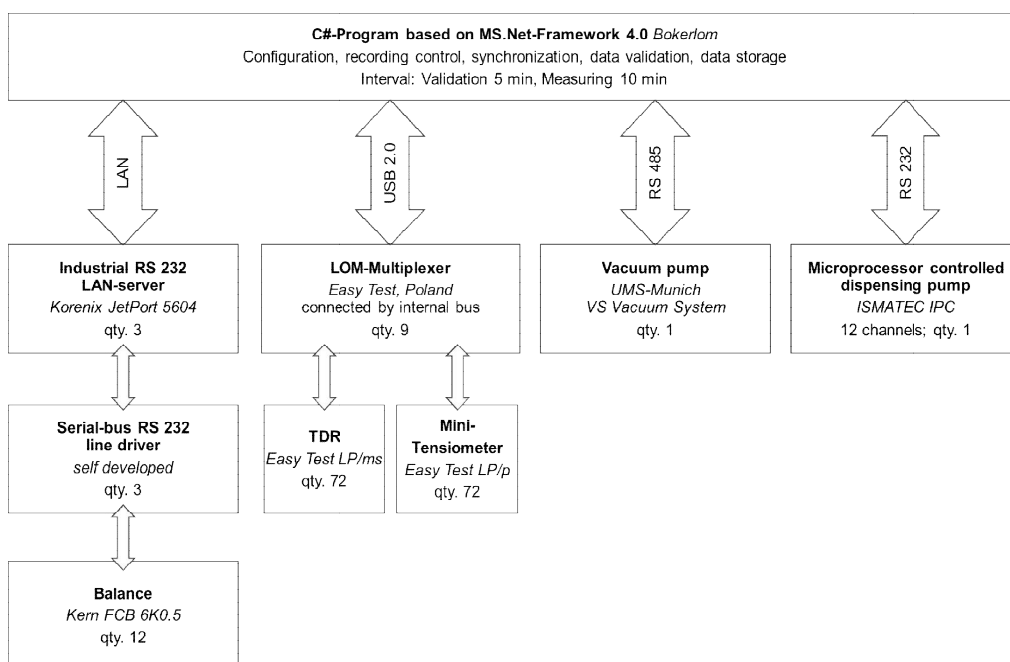 C#-Program based on MS.Net-Framework 4.0 Bokerlom
Configuration, recording control, synchronization, data validation, data storage
Interval: Validation 5 min, Measuring 10 min
LAN
USB 2.0
RS 485
RS 232
Industrial RS 232
LAN-server
Korenix JetPort 5604
qty. 3
LOM-Multiplexer
Easy Test, Poland
connected by internal bus
qty. 9
Vacuum pump
UMS-Munich
VS Vacuum System
qty. 1
Microprocessor controlled
dispensing pump
ISMATEC IPC
12 channels; qty. 1
Serial-bus RS 232
line driver
self developed
qty. 3
TDR
Easy Test LP/ms
qty. 72
Mini-
Tensiometer
Easy Test LP/p
qty. 72
Balance
Kern FCB 6K0.5
qty. 12